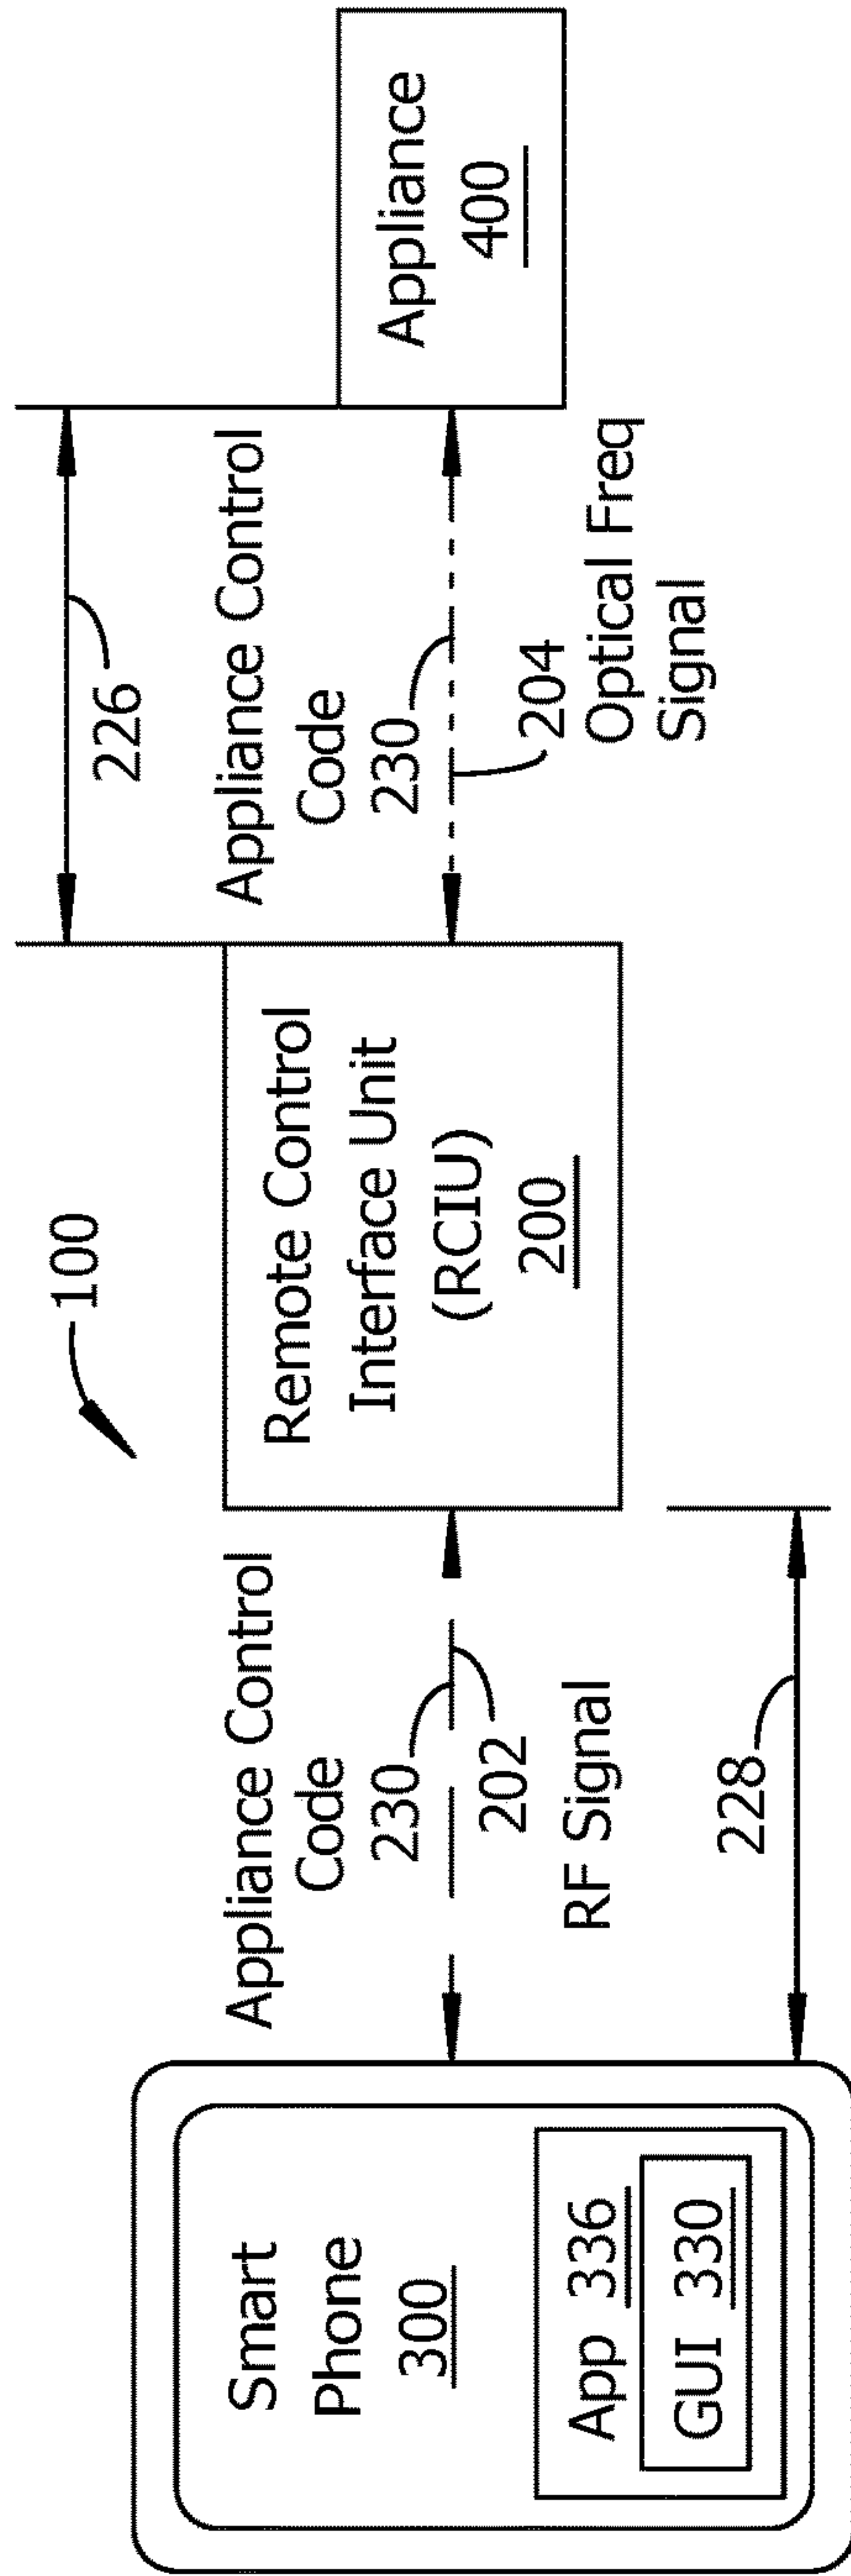 100
Smart
Phone
300
App 336
GUI 330
Appliance Control
Code
230
202
RF Signal
228
Remote Control
Interface Unit
(RCIU)
200
226
Appliance Control
Code
230
204
Optical Freq
Signal
Appliance
400